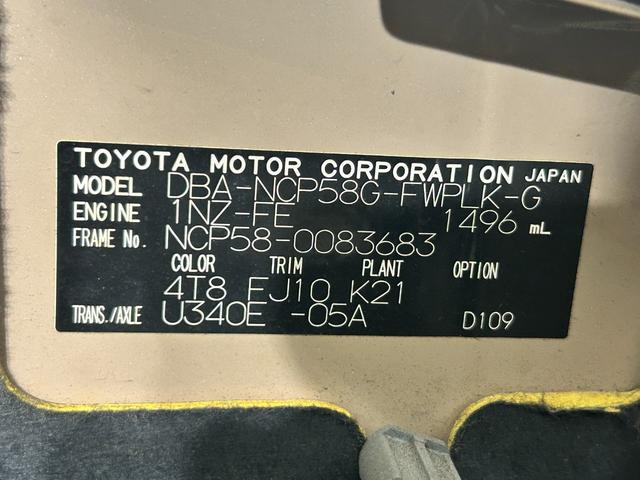 TOYOTA MOTOR CORPORATION JAPAN
MODEL DBA-NCP58G-FWPLK-G
ENGINE 1NZ-FE 1496 mL
FRAME No. NCP58-0083683
COLOR TRIM PLANT OPTION
4T8 FJ10 K21
TRANS./AXLE U340E -05A D109